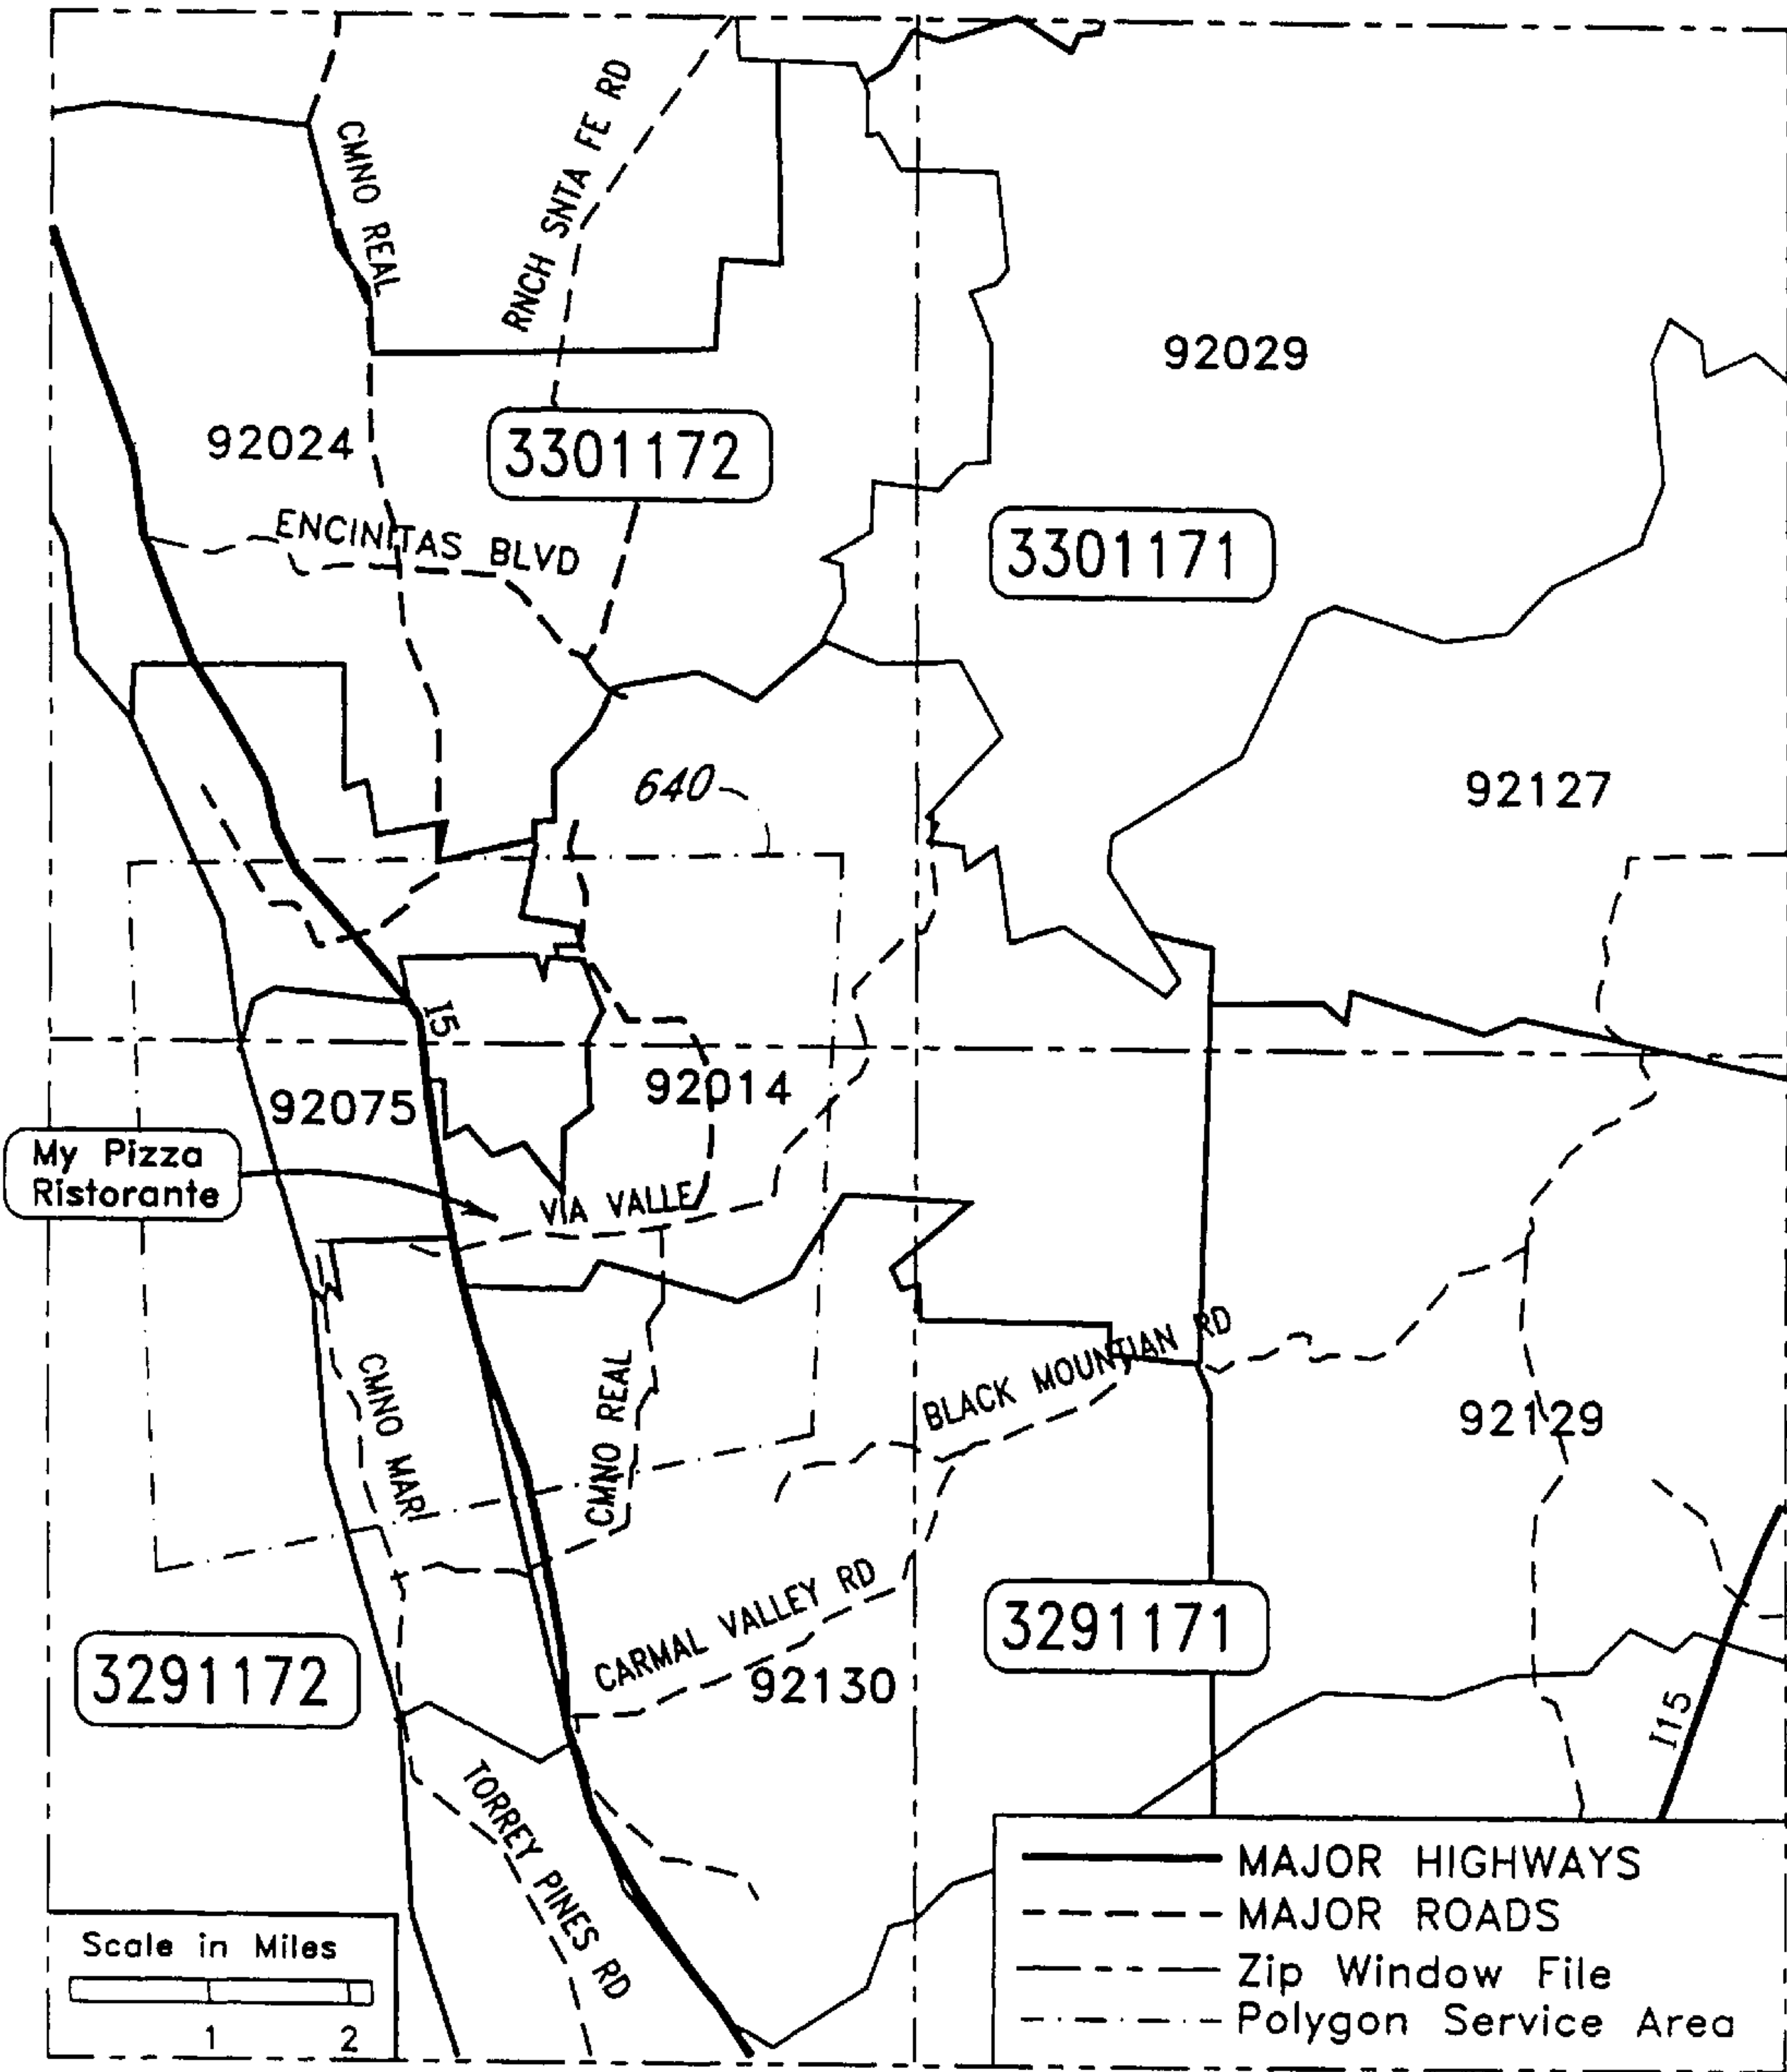 CMNO REAL
RNCH SNTA FE RD
92029
92024
3301172
ENCINITAS BLVD
3301171
640
92127
I5
92075
92014
My Pizza
Ristorante
VIA VALLE
CMNO MARI
CMNO REAL
BLACK MOUNTIAN RD
92129
CARMAL VALLEY RD
3291171
3291172
92130
I15
TORREY PINES RD
MAJOR HIGHWAYS
MAJOR ROADS
Zip Window File
Polygon Service Area
Scale in Miles
1 2